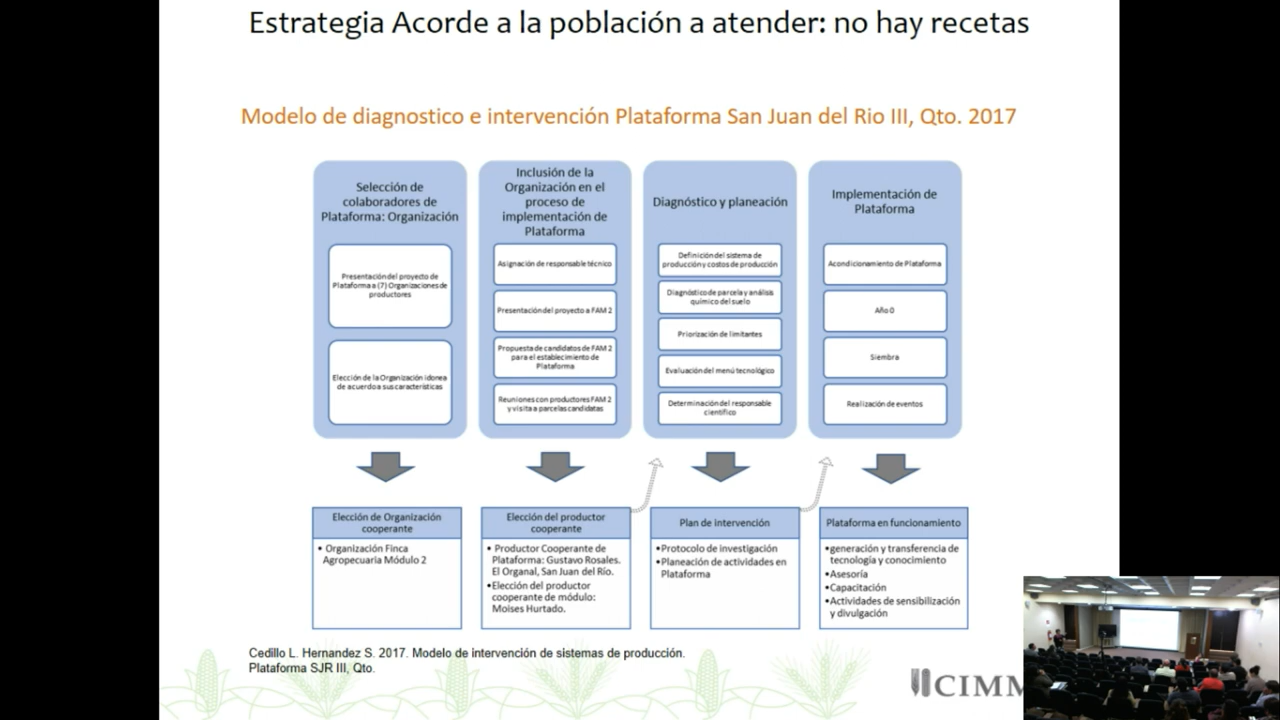 Estrategia Acorde a la población a atender: no hay recetas
Modelo de diagnostico e intervención Plataforma San Juan del Rio III, Qto. 2017
Selección de
colaboradores de
Plataforma: Organización
Presentación del proyecto de
Plataforma a (7) Organizaciones de
productores
Elección de la Organización idonea
de acuerdo a sus características
Inclusión de la
Organización en el
proceso de
implementación de
Plataforma
Asignación de responsable técnico
Presentación del proyecto a FAM 2
Propuesta de candidatos de FAM 2
para el establecimiento de
Plataforma
Reuniones con productores FAM 2
y visita a parcelas candidatas
Diagnóstico y planeación
Definición del sistema de
producción y costos de producción
Diagnóstico de parcela y análisis
químico del suelo
Priorización de limitantes
Evaluación del menú tecnológico
Determinación del responsable
científico
Implementación de
Plataforma
Acondicionamiento de Plataforma
Año 0
Siembra
Realización de eventos
Elección de Organización
cooperante
• Organización Finca
Agropecuaria Módulo 2
Elección del productor
cooperante
• Productor Cooperante de
Plataforma: Gustavo Rosales.
El Organal, San Juan del Río.
•Elección del productor
cooperante de módulo:
Moises Hurtado.
Plan de intervención
•Protocolo de investigación
•Planeación de actividades en
Plataforma
Plataforma en funcionamiento
•generación y transferencia de
tecnología y conocimiento
•Asesoría
•Capacitación
•Actividades de sensibilización
y divulgación
Cedillo L. Hernandez S. 2017. Modelo de intervención de sistemas de producción.
Plataforma SJR III, Qto.
CIMM